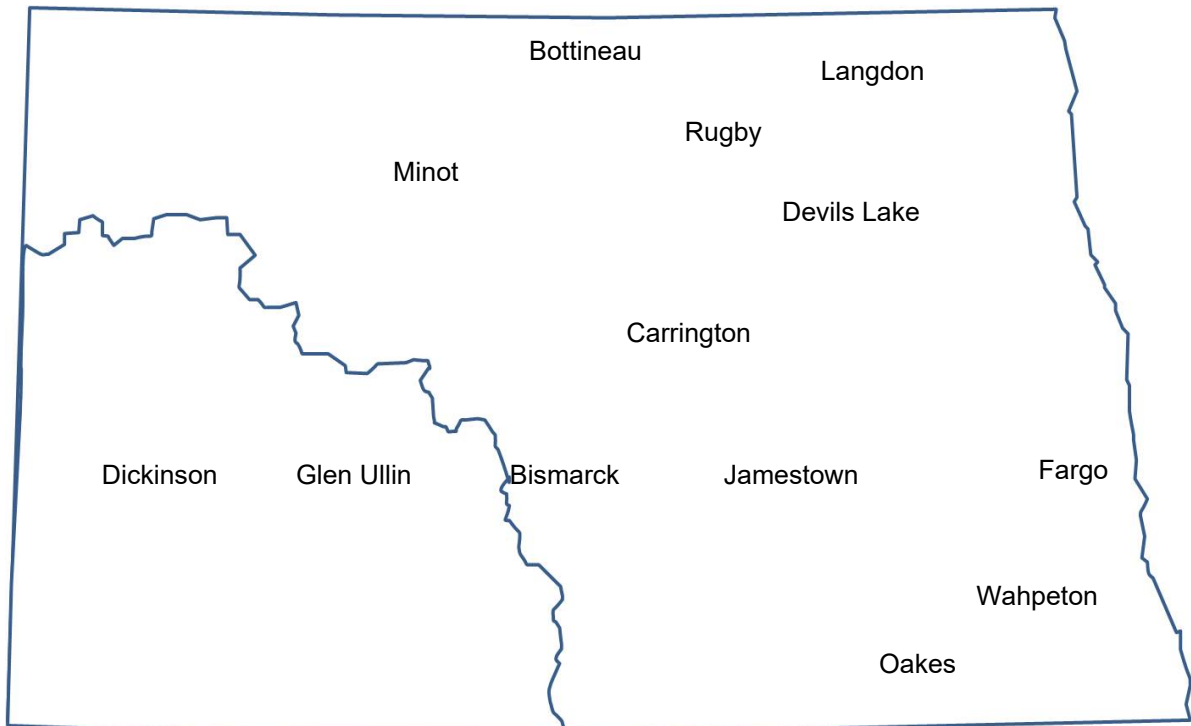 Bottineau
Langdon
Rugby
Minot
Devils Lake
Carrington
Dickinson
Glen Ullin
Bismarck
Jamestown
Fargo
Wahpeton
Oakes